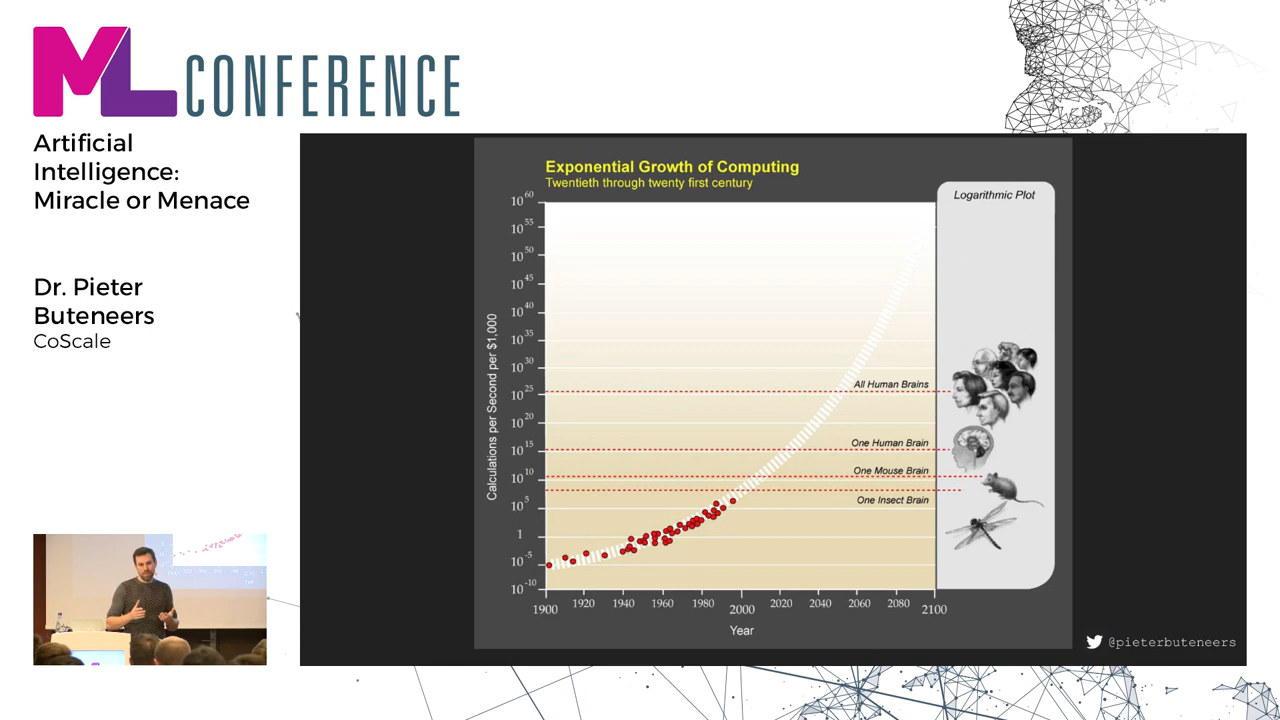 ML CONFERENCE
Artificial
Intelligence:
Miracle or Menace
Dr. Pieter
Buteneers
CoScale
Exponential Growth of Computing
Twentieth through twenty first century
Logarithmic Plot
Calculations per Second per $1,000
10^60
10^55
10^50
10^45
10^40
10^35
10^30
10^25
10^20
10^15
10^10
10^5
1
10^-5
10^-10
All Human Brains
One Human Brain
One Mouse Brain
One Insect Brain
1900 1920 1940 1960 1980 2000 2020 2040 2060 2080 2100
Year
@pieterbuteneers